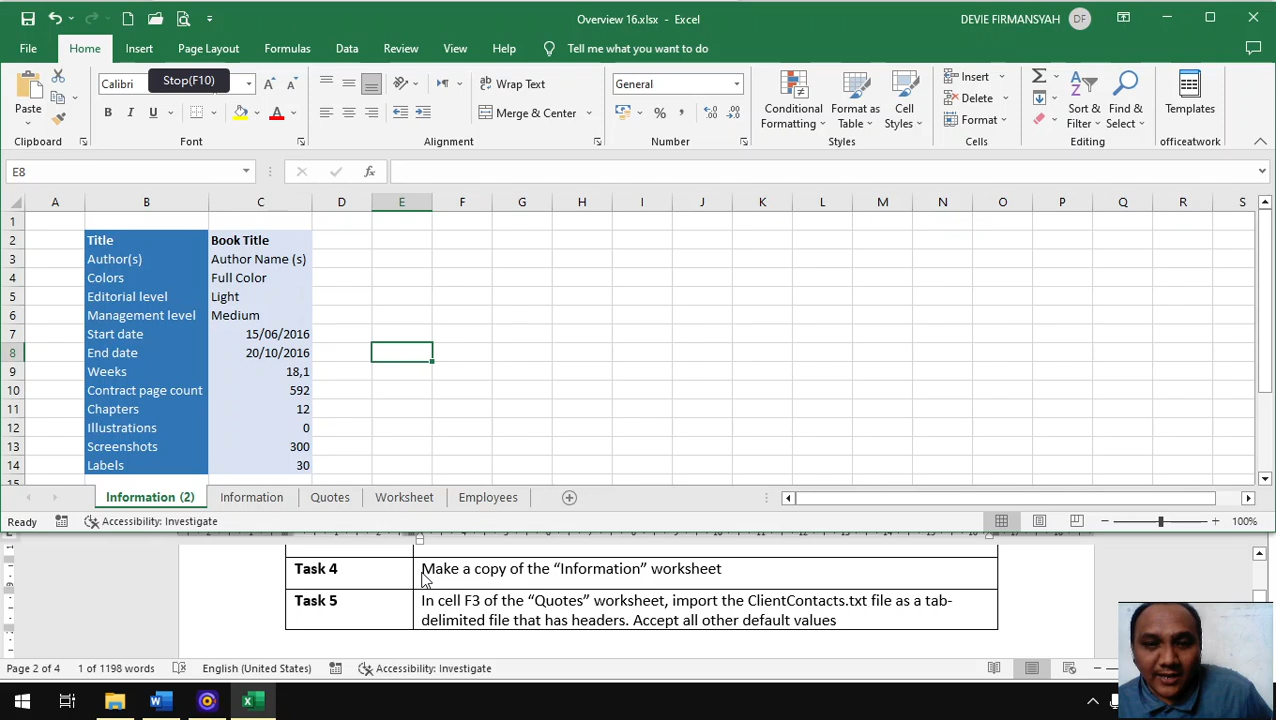 Overview 16.xlsx - Excel
DEVIE FIRMANSYAH
DF
File Home Insert Page Layout Formulas Data Review View Help Tell me what you want to do
Stop(F10)
Paste
Calibri
B I U
A A
Wrap Text
Merge & Center
General
%
Conditional Formatting
Format as Table
Cell Styles
Insert
Delete
Format
Sort & Filter
Find & Select
Templates
Clipboard Font Alignment Number Styles Cells Editing officeatwork
E8
fx
A B C D E F G H I J K L M N O P Q R S
1
2 Title Book Title
3 Author(s) Author Name (s)
4 Colors Full Color
5 Editorial level Light
6 Management level Medium
7 Start date 15/06/2016
8 End date 20/10/2016
9 Weeks 18,1
10 Contract page count 592
11 Chapters 12
12 Illustrations 0
13 Screenshots 300
14 Labels 30
15
Information (2) Information Quotes Worksheet Employees
Ready Accessibility: Investigate 100%
Task 4 Make a copy of the “Information” worksheet
Task 5 In cell F3 of the “Quotes” worksheet, import the ClientContacts.txt file as a tab-
delimited file that has headers. Accept all other default values
Page 2 of 4 1 of 1198 words English (United States) Accessibility: Investigate